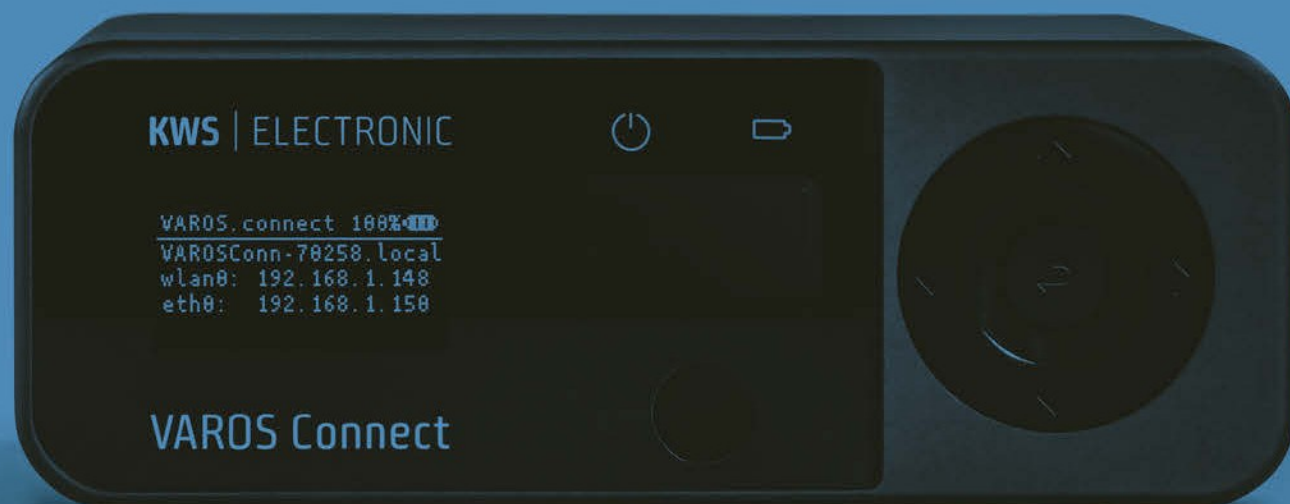 KWS | ELECTRONIC
VAROS.connect 100%
VAROSConn-70258.local
wlan0: 192.168.1.148
eth0: 192.168.1.150
VAROS Connect